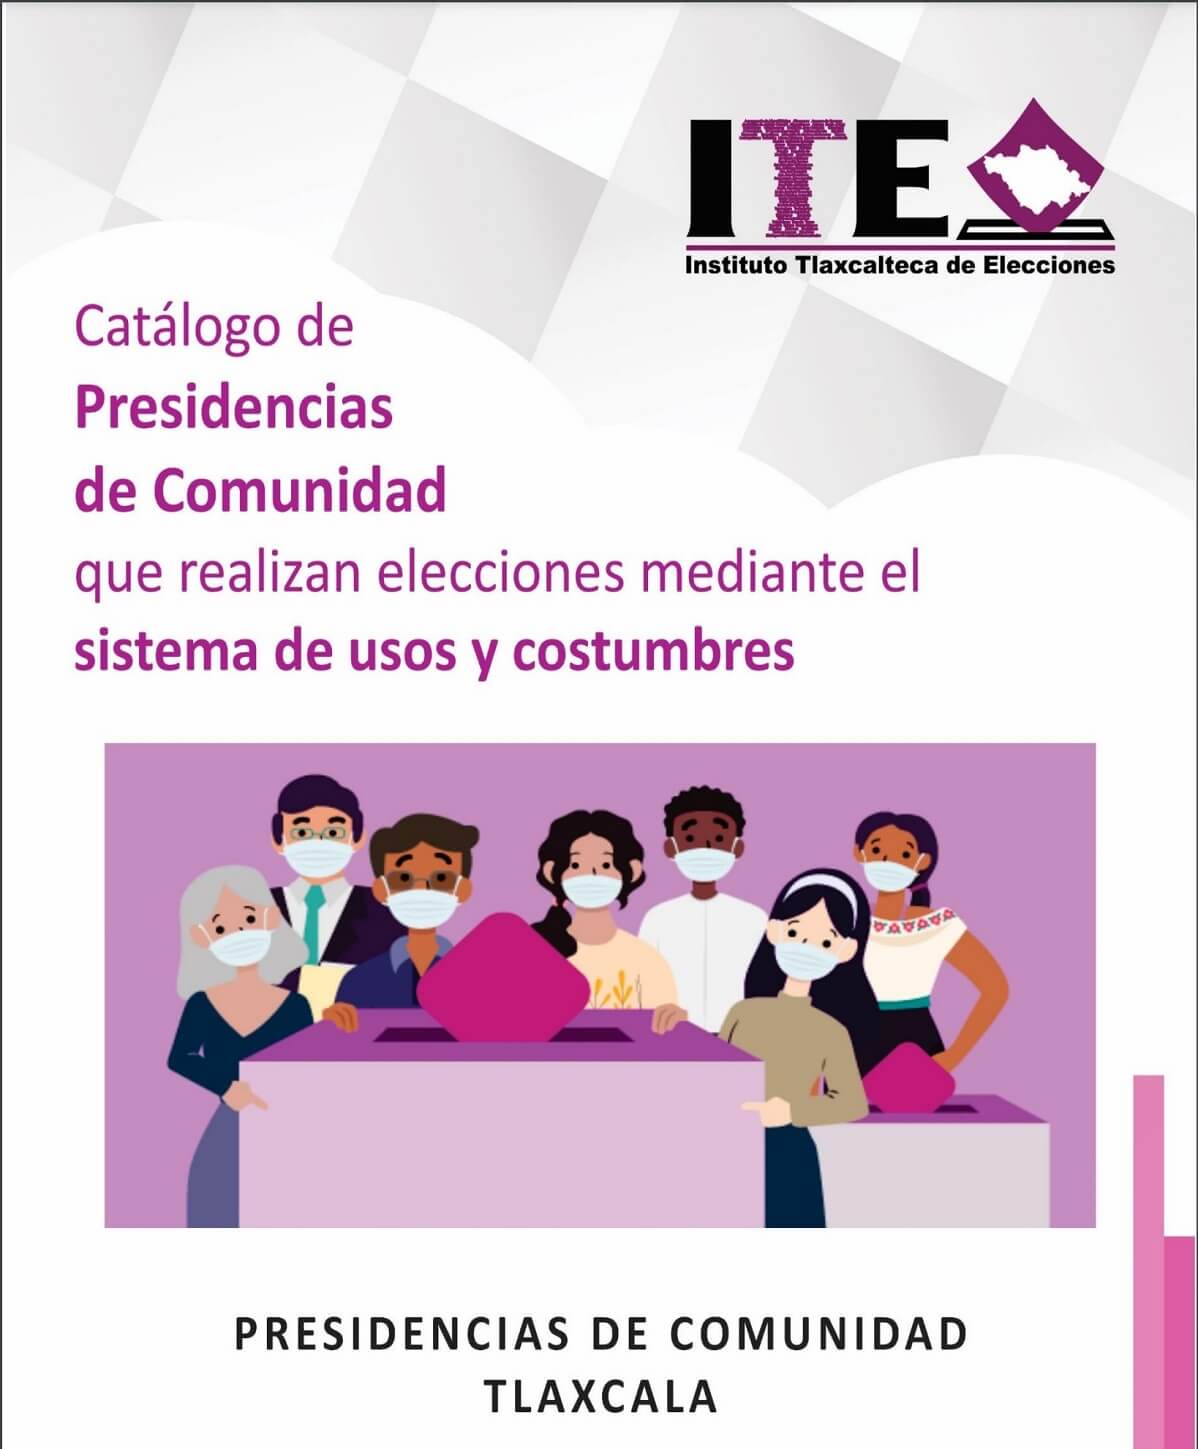 ITE
Instituto Tlaxcalteca de Elecciones
Catálogo de
Presidencias
de Comunidad
que realizan elecciones mediante el
sistema de usos y costumbres
PRESIDENCIAS DE COMUNIDAD
TLAXCALA